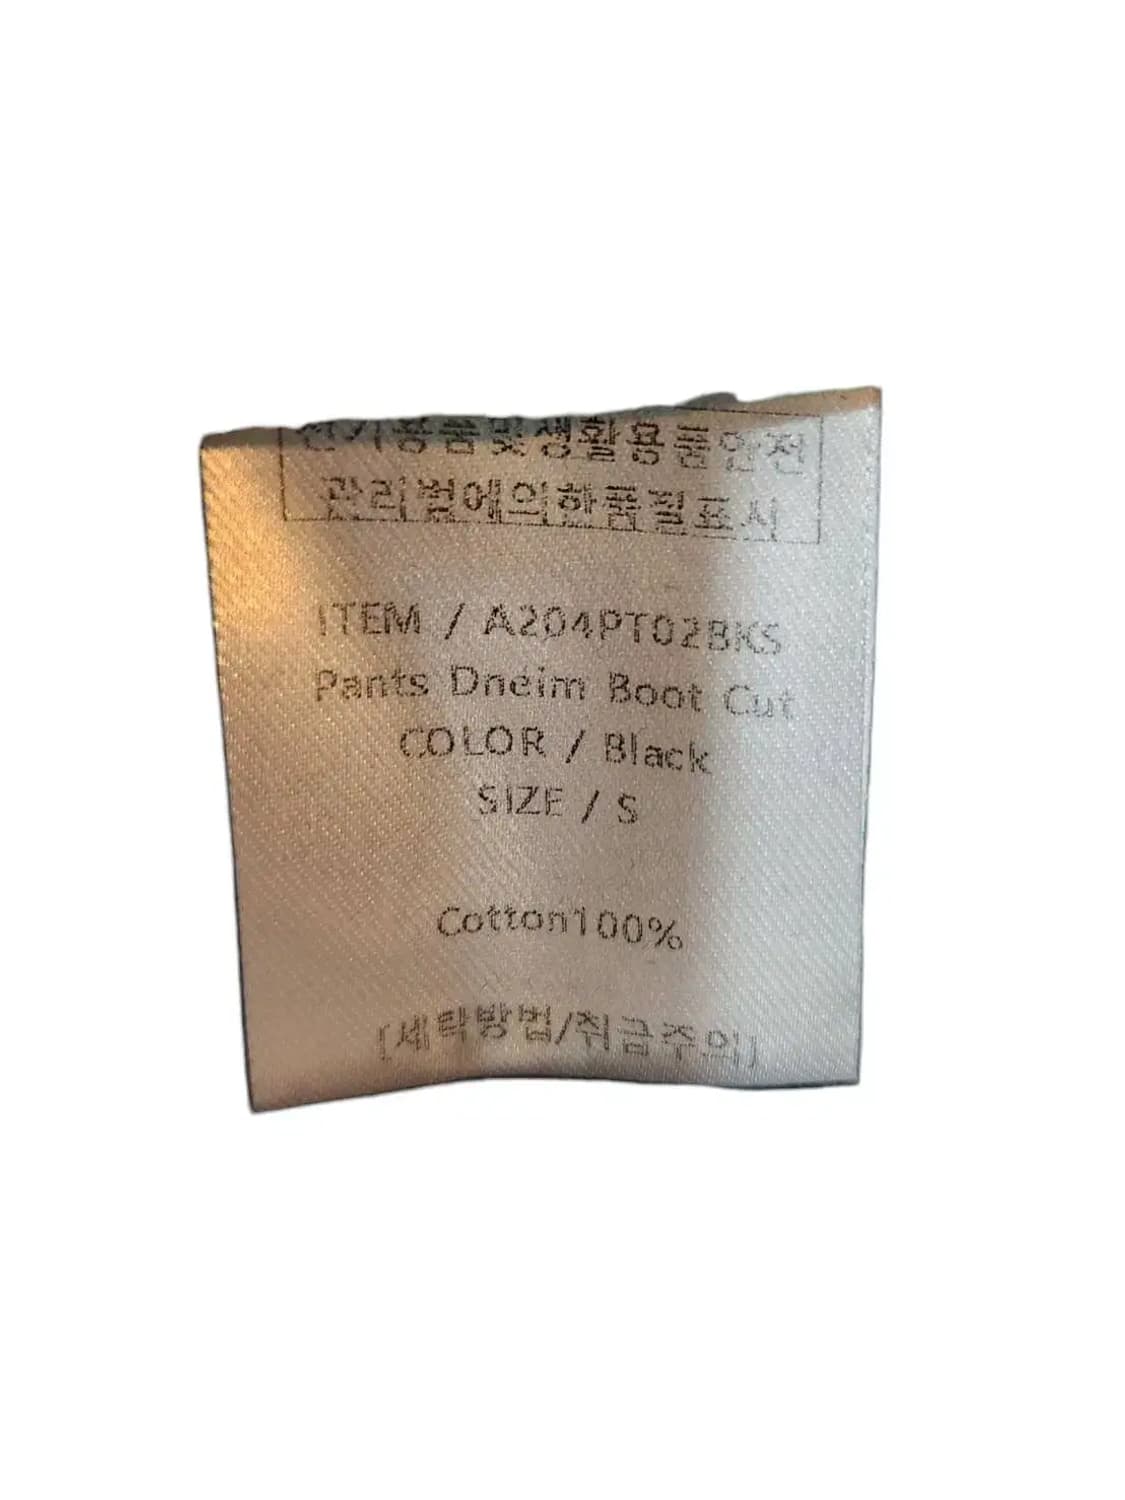 전기용품및생활용품안전
관리법에의한품질표시
ITEM / A204PT02BKS
Pants Dneim Boot Cut
COLOR / Black
SIZE / S
Cotton100%
[세탁방법/취급주의]